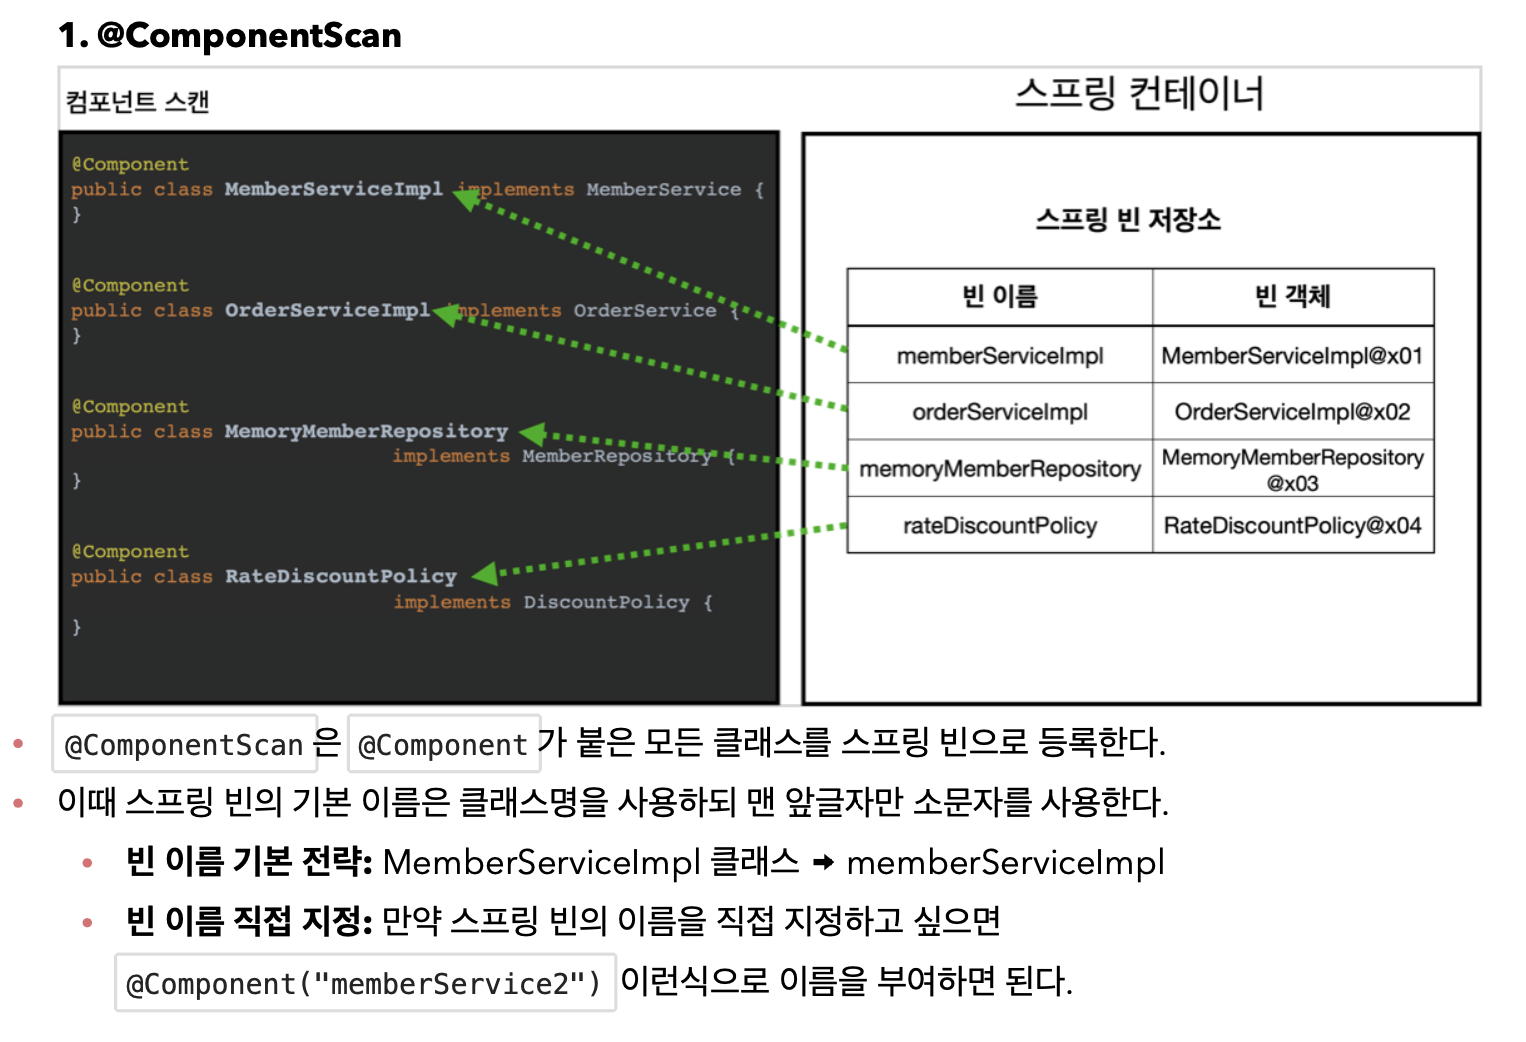 1. @ComponentScan
컴포넌트 스캔
@Component
public class MemberServiceImpl implements MemberService {
}
@Component
public class OrderServiceImpl implements OrderService {
}
@Component
public class MemoryMemberRepository
implements MemberRepository {
}
@Component
public class RateDiscountPolicy
implements DiscountPolicy {
}
스프링 컨테이너
스프링 빈 저장소
빈 이름 빈 객체
memberServiceImpl MemberServiceImpl@x01
orderServiceImpl OrderServiceImpl@x02
memoryMemberRepository MemoryMemberRepository
@x03
rateDiscountPolicy RateDiscountPolicy@x04
• @ComponentScan 은 @Component 가 붙은 모든 클래스를 스프링 빈으로 등록한다.
• 이때 스프링 빈의 기본 이름은 클래스명을 사용하되 맨 앞글자만 소문자를 사용한다.
• 빈 이름 기본 전략: MemberServiceImpl 클래스 ➡ memberServiceImpl
• 빈 이름 직접 지정: 만약 스프링 빈의 이름을 직접 지정하고 싶으면
@Component("memberService2") 이런식으로 이름을 부여하면 된다.